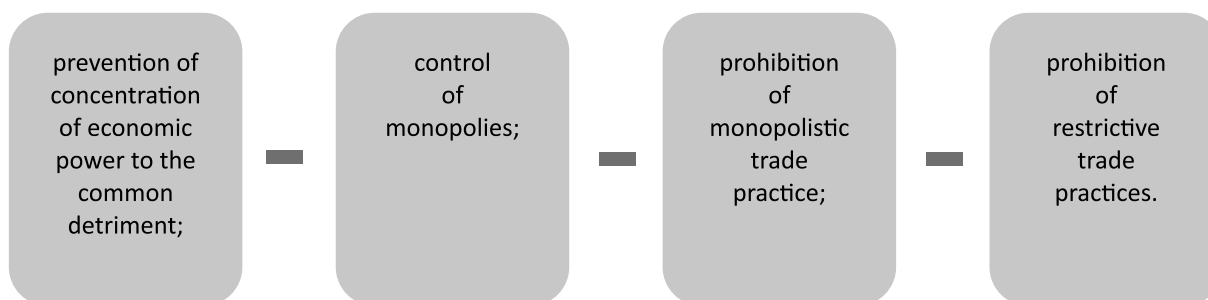 prevention of
concentration
of economic
power to the
common
detriment;
control
of
monopolies;
prohibition
of
monopolistic
trade
practice;
prohibition
of
restrictive
trade
practices.